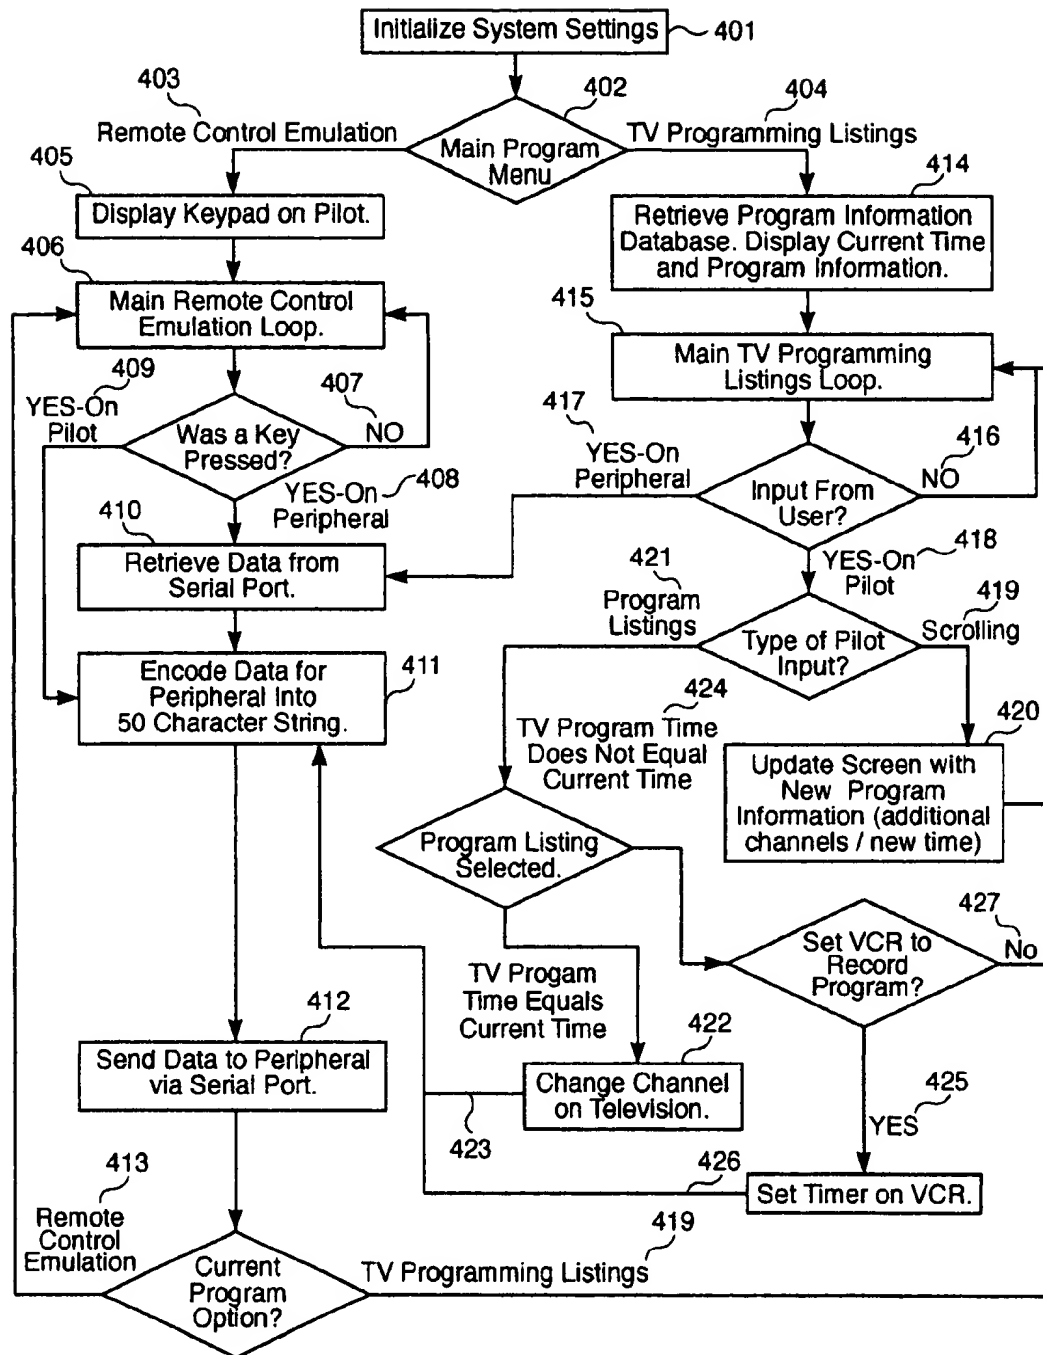 Initialize System Settings
401
403
402
404
Remote Control Emulation
TV Programming Listings
Main Program
Menu
405
Display Keypad on Pilot.
414
Retrieve Program Information
Database. Display Current Time
and Program Information.
406
Main Remote Control
Emulation Loop.
415
Main TV Programming
Listings Loop.
409
YES-On
Pilot
407
NO
Was a Key
Pressed?
417
YES-On
Peripheral
416
NO
Input From
User?
YES-On
Peripheral
408
410
Retrieve Data from
Serial Port.
YES-On
Pilot
418
421
Program
Listings
419
Scrolling
Type of Pilot
Input?
Encode Data for
Peripheral Into
50 Character String.
411
424
TV Program Time
Does Not Equal
Current Time
420
Update Screen with
New Program
Information (additional
channels / new time)
Program Listing
Selected.
427
No
Set VCR to
Record
Program?
TV Progam
Time Equals
Current Time
412
Send Data to Peripheral
via Serial Port.
422
Change Channel
on Television.
423
425
YES
426
Set Timer on VCR.
413
Remote
Control
Emulation
419
TV Programming Listings
Current
Program
Option?